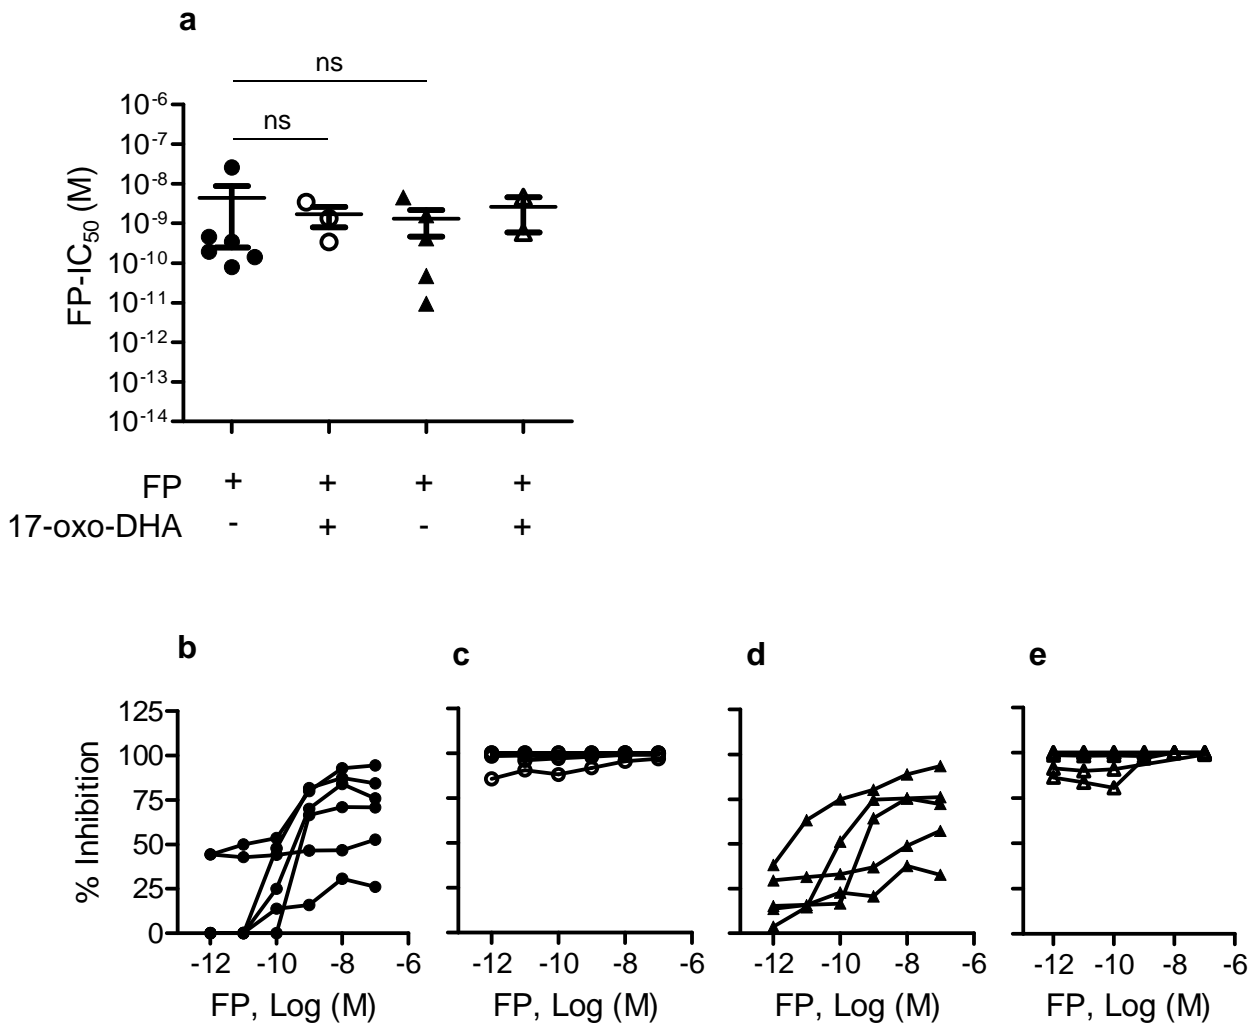 a
ns
ns
FP-IC50 (M)
10-6
10-7
10-8
10-9
10-10
10-11
10-12
10-13
10-14
FP + + + +
17-oxo-DHA - + - +
b c d e
% Inhibition
125
100
75
50
25
0
-12 -10 -8 -6 -12 -10 -8 -6 -12 -10 -8 -6 -12 -10 -8 -6
FP, Log (M) FP, Log (M) FP, Log (M) FP, Log (M)